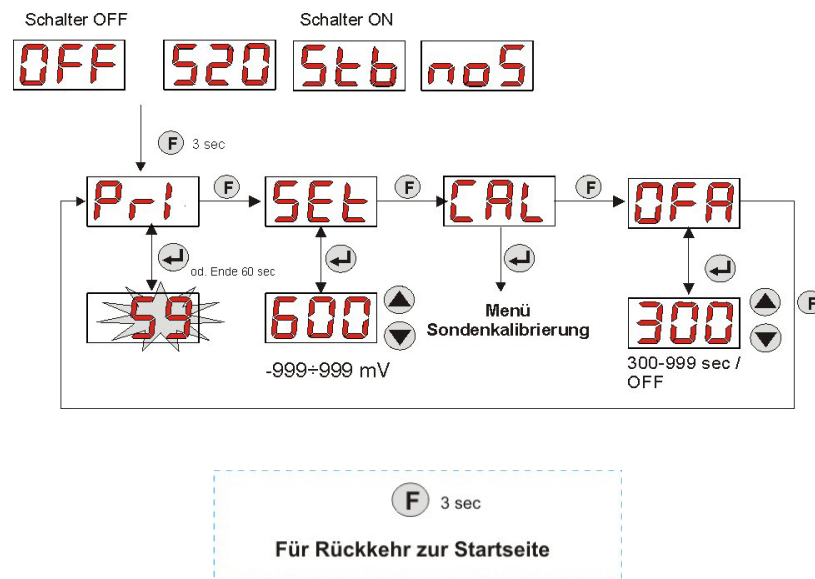 Schalter OFF Schalter ON
OFF 520 Stb noS
F 3 sec
PrI F SEt F CAL F OFA
od. Ende 60 sec
59 600 Menü 300 F
Sondenkalibrierung
-999÷999 mV 300-999 sec /
OFF
F 3 sec
Für Rückkehr zur Startseite